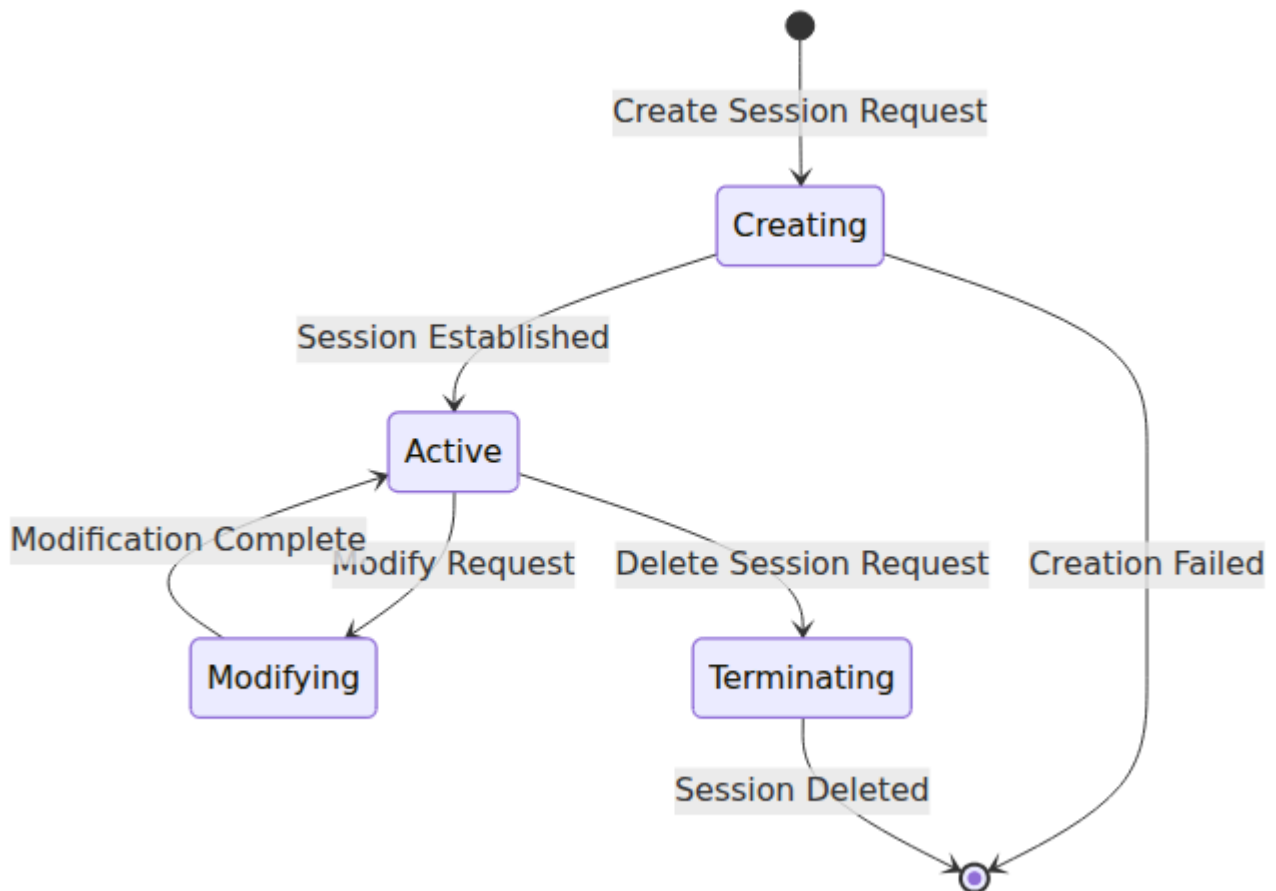 Create Session Request
Creating
Session Established
Active
Modification Complete
Modify Request
Delete Session Request
Creation Failed
Modifying
Terminating
Session Deleted